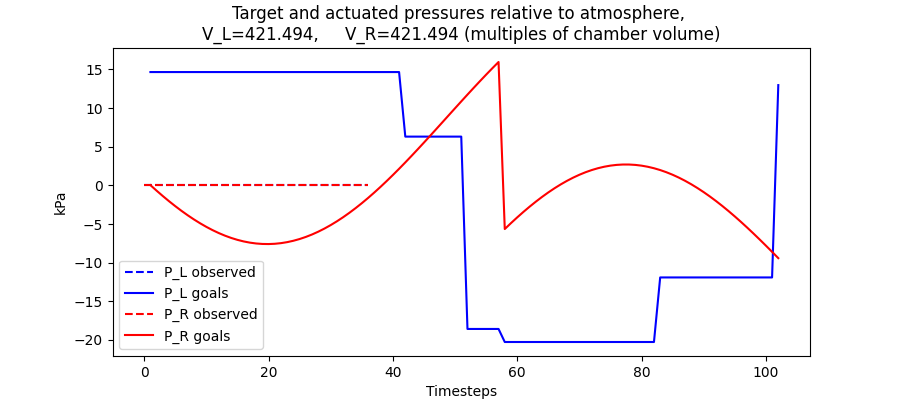 Target and actuated pressures relative to atmosphere,
V_L=421.494,     V_R=421.494 (multiples of chamber volume)
kPa
15
10
5
0
−5
−10
−15
−20
P_L observed
P_L goals
P_R observed
P_R goals
0 20 40 60 80 100
Timesteps